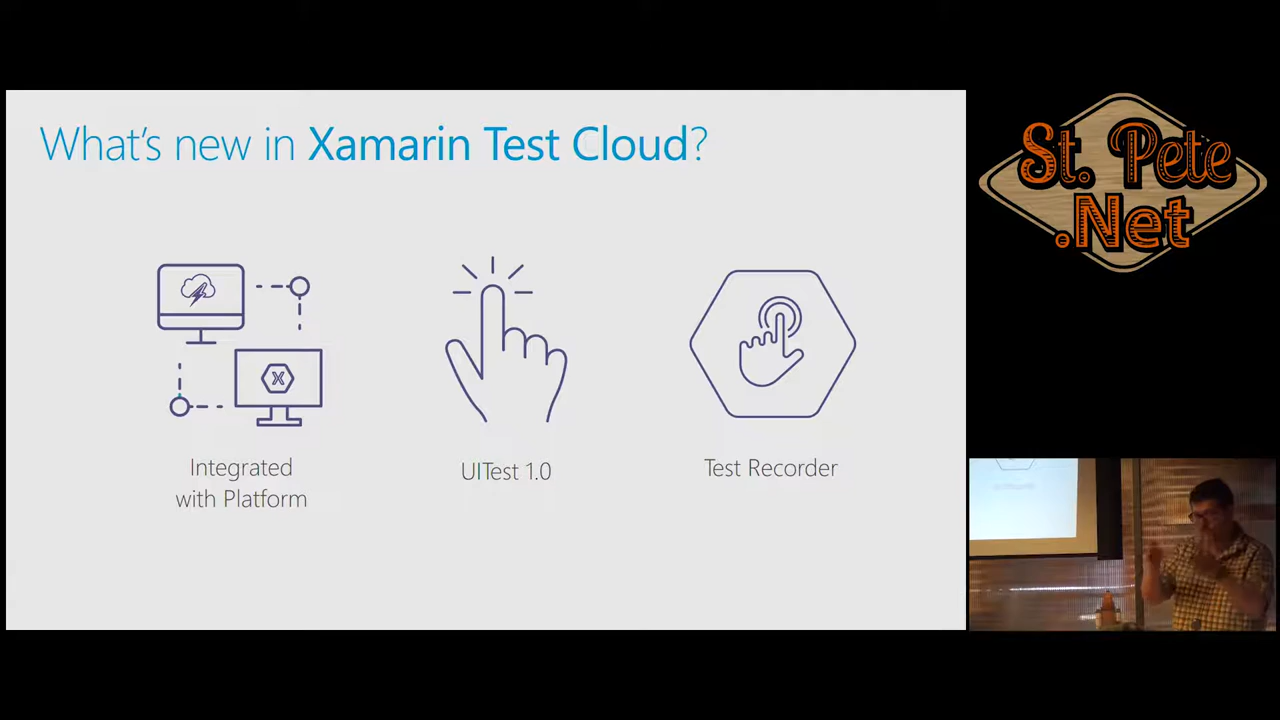 What's new in Xamarin Test Cloud?
Integrated
with Platform
UITest 1.0
Test Recorder
St. Pete
.Net
X